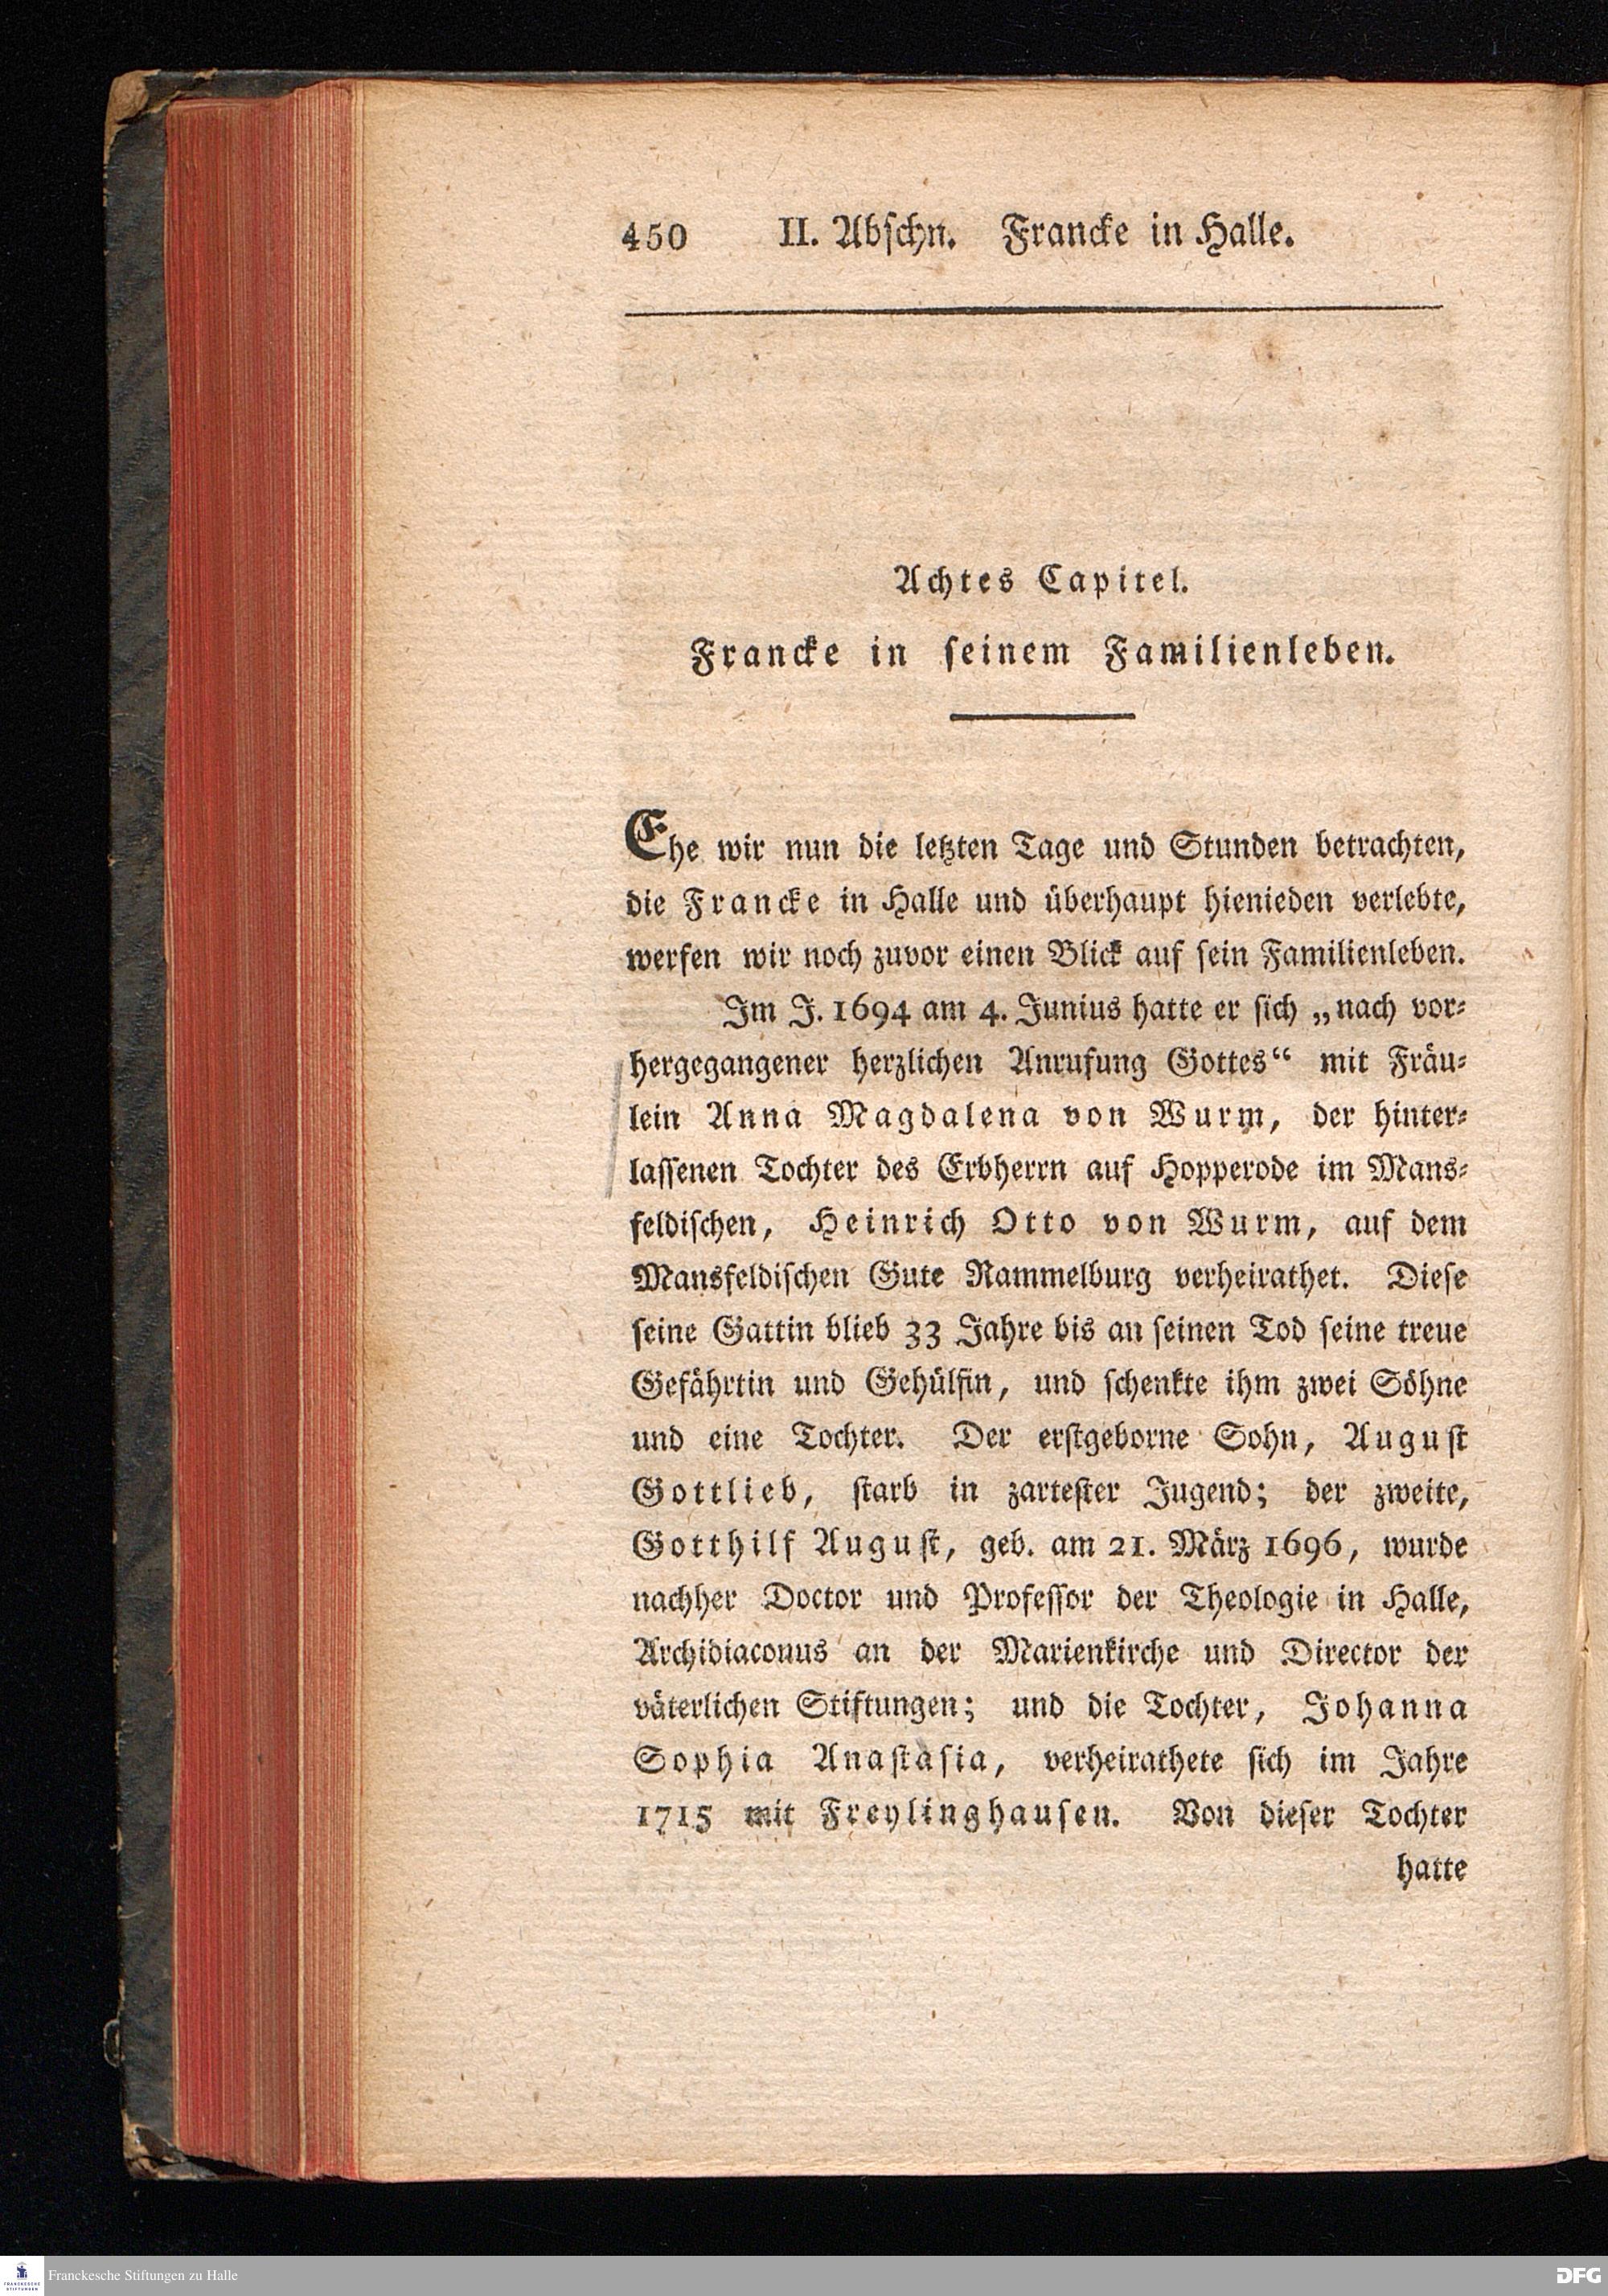 450 II. Abschn. Francke in Halle.
Achtes Capitel.
Francke in seinem Familienleben.
Ehe wir nun die letzten Tage und Stunden betrachten,
die Francke in Halle und überhaupt hienieden verlebte,
werfen wir noch zuvor einen Blick auf sein Familienleben.
Im J. 1694 am 4. Junius hatte er sich „nach vor-
hergegangener herzlichen Anrufung Gottes“ mit Fräu-
lein Anna Magdalena von Wurm, der hinter-
lassenen Tochter des Erbherrn auf Hopperode im Mans-
feldischen, Heinrich Otto von Wurm, auf dem
Mansfeldischen Gute Rammelburg verheirathet. Diese
seine Gattin blieb 33 Jahre bis an seinen Tod seine treue
Gefährtin und Gehülfin, und schenkte ihm zwei Söhne
und eine Tochter. Der erstgeborne Sohn, August
Gottlieb, starb in zartester Jugend; der zweite,
Gotthilf August, geb. am 21. März 1696, wurde
nachher Doctor und Professor der Theologie in Halle,
Archidiaconus an der Marienkirche und Director der
väterlichen Stiftungen; und die Tochter, Johanna
Sophia Anastasia, verheirathete sich im Jahre
1715 mit Freylinghausen. Von dieser Tochter
hatte
FRANCKESCHE
STIFTUNGEN
Franckesche Stiftungen zu Halle
DFG